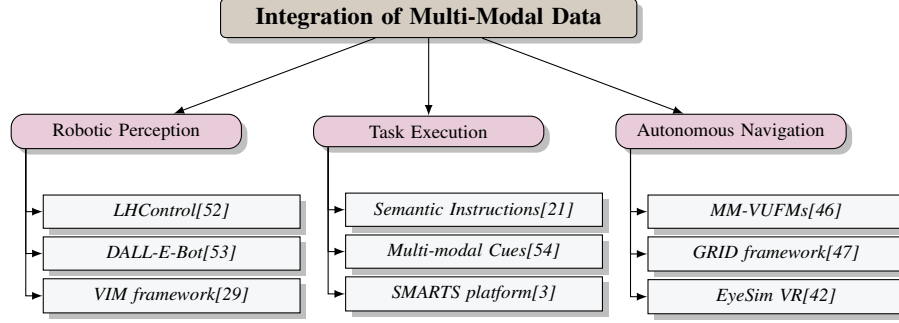 Integration of Multi-Modal Data
Robotic Perception
LHControl[52]
DALL-E-Bot[53]
VIM framework[29]
Task Execution
Semantic Instructions[21]
Multi-modal Cues[54]
SMARTS platform[3]
Autonomous Navigation
MM-VUFMs[46]
GRID framework[47]
EyeSim VR[42]